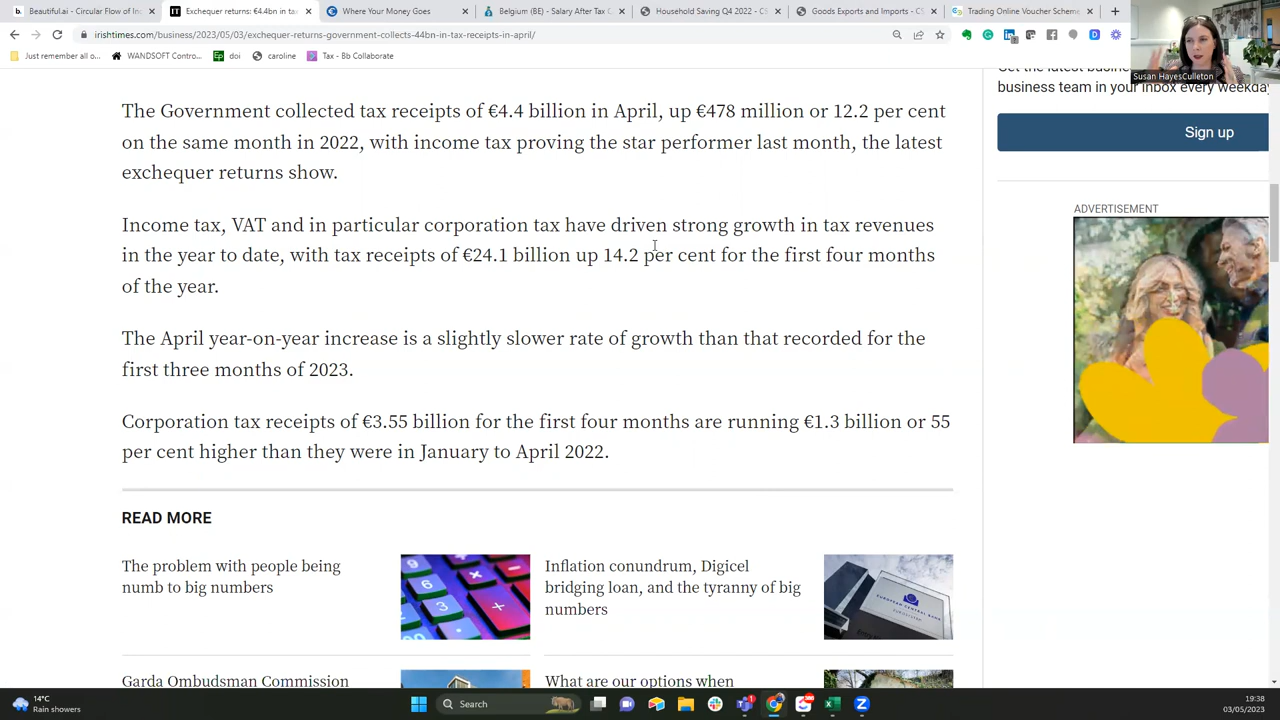 Beautiful.ai - Circular Flow of In
Exchequer returns: €4.4bn in tax
Where Your Money Goes
Belgium (BE) - Salary After Tax C
Household Saving Q4 2022 - CS
Goods Exports and Imports - CS
Trading Online Voucher Scheme
irishtimes.com/business/2023/05/03/exchequer-returns-government-collects-44bn-in-tax-receipts-in-april/
Just remember all o...
WANDSOFT Contro...
doi
caroline
Tax - Bb Collaborate
Susan HayesCulleton
Get the latest busine
business team in your inbox every weekday
Sign up
ADVERTISEMENT
The Government collected tax receipts of €4.4 billion in April, up €478 million or 12.2 per cent
on the same month in 2022, with income tax proving the star performer last month, the latest
exchequer returns show.
Income tax, VAT and in particular corporation tax have driven strong growth in tax revenues
in the year to date, with tax receipts of €24.1 billion up 14.2 per cent for the first four months
of the year.
The April year-on-year increase is a slightly slower rate of growth than that recorded for the
first three months of 2023.
Corporation tax receipts of €3.55 billion for the first four months are running €1.3 billion or 55
per cent higher than they were in January to April 2022.
READ MORE
The problem with people being
numb to big numbers
Inflation conundrum, Digicel
bridging loan, and the tyranny of big
numbers
Garda Ombudsman Commission
What are our options when
14°C
Rain showers
Search
19:38
03/05/2023